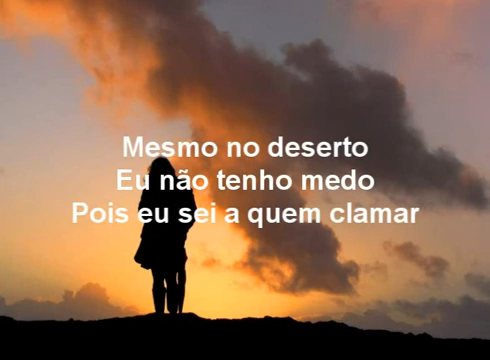 Mesmo no deserto
Eu não tenho medo
Pois eu sei a quem clamar